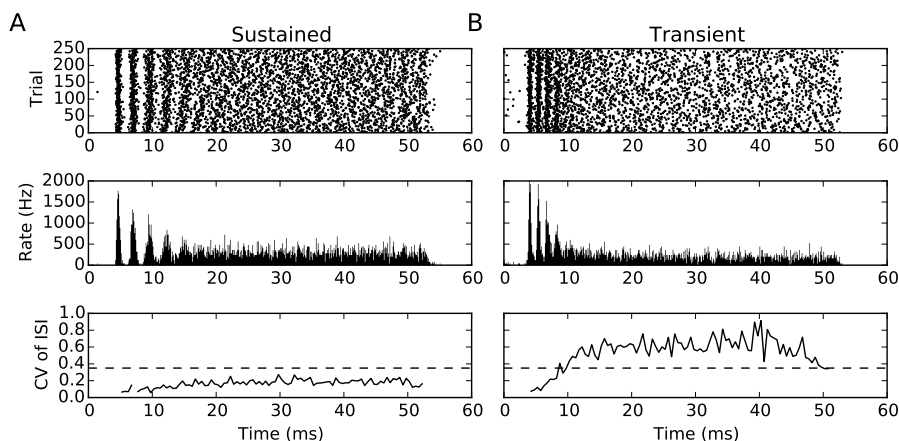 A
B
Sustained
Transient
Trial
250
200
150
100
50
0
0 10 20 30 40 50 60
0 10 20 30 40 50 60
Rate (Hz)
2000
1500
1000
500
0
0 10 20 30 40 50 60
0 10 20 30 40 50 60
CV of ISI
1.0
0.8
0.6
0.4
0.2
0.0
0 10 20 30 40 50 60
0 10 20 30 40 50 60
Time (ms)
Time (ms)